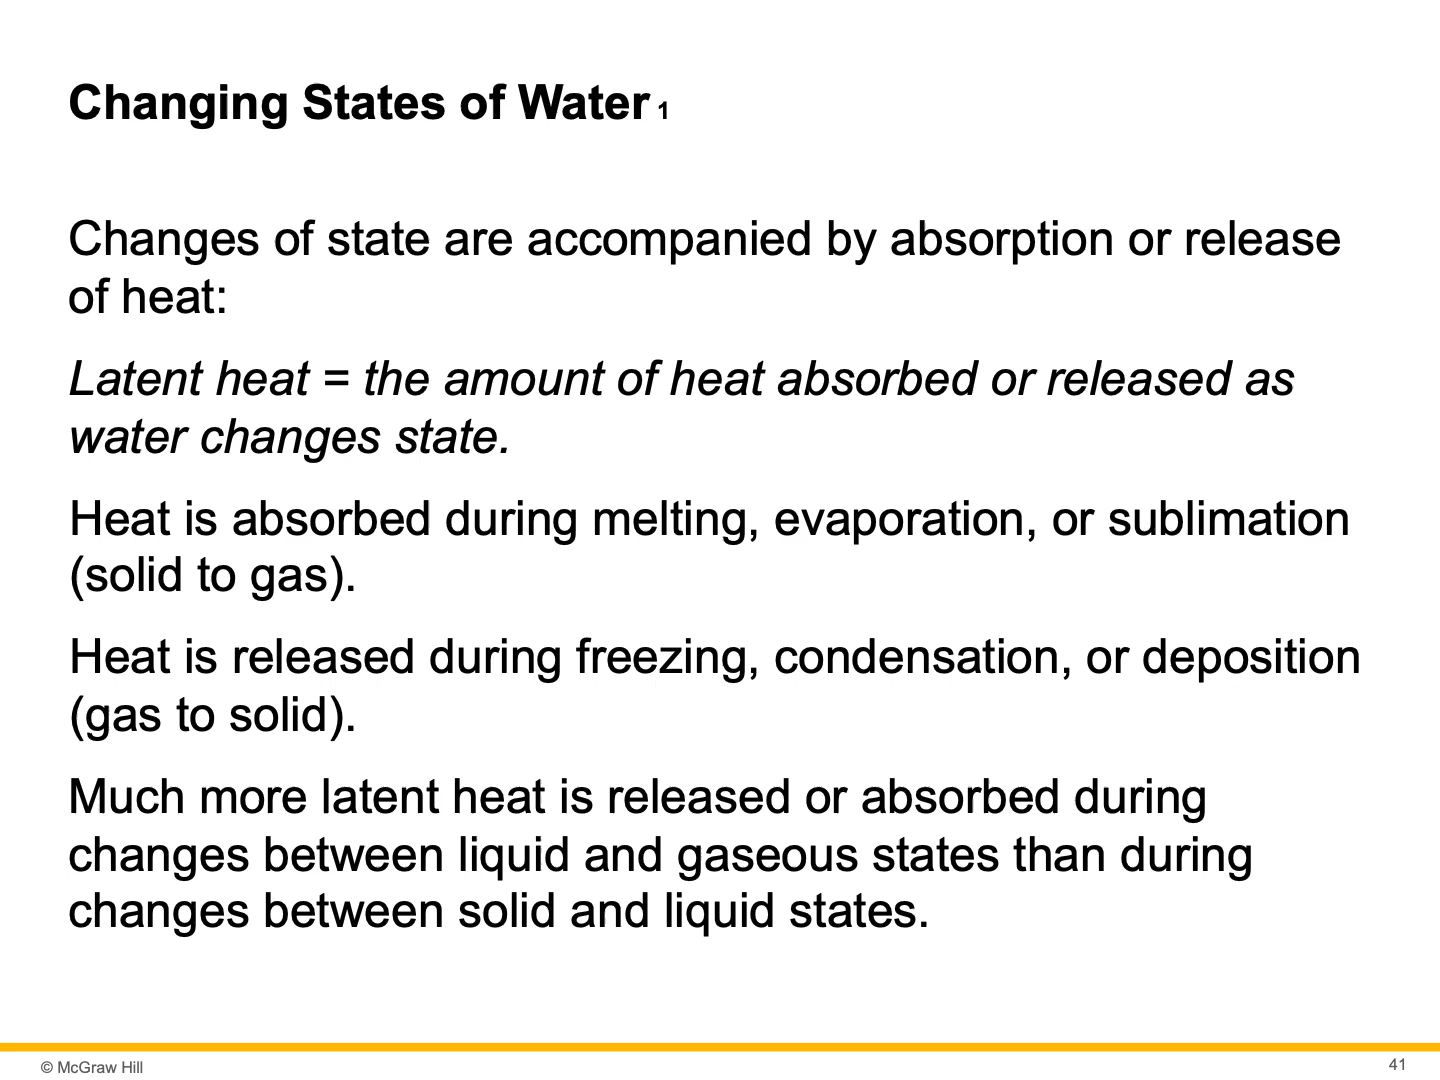 Changing States of Water 1
Changes of state are accompanied by absorption or release
of heat:
Latent heat = the amount of heat absorbed or released as
water changes state.
Heat is absorbed during melting, evaporation, or sublimation
(solid to gas).
Heat is released during freezing, condensation, or deposition
(gas to solid).
Much more latent heat is released or absorbed during
changes between liquid and gaseous states than during
changes between solid and liquid states.
© McGraw Hill
41